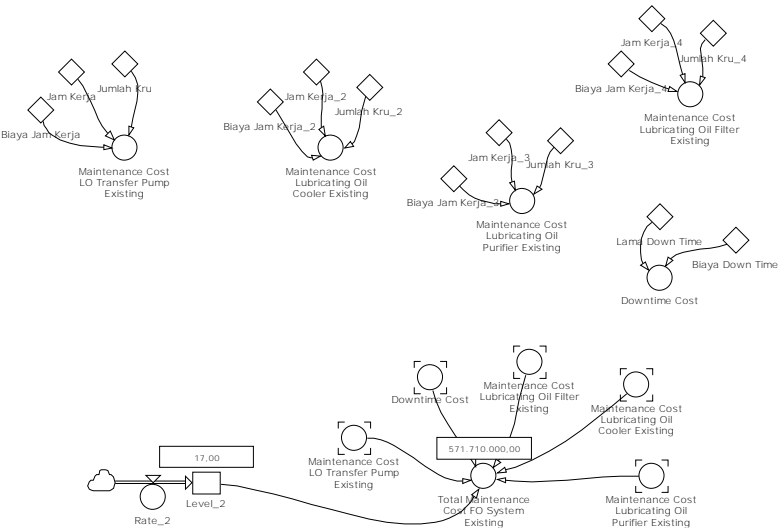 Jam Kerja
Jumlah Kru
Biaya Jam Kerja
Maintenance Cost
LO Transfer Pump
Existing
Jam Kerja_2
Jumlah Kru_2
Biaya Jam Kerja_2
Maintenance Cost
Lubricating Oil
Cooler Existing
Jam Kerja_3
Jumlah Kru_3
Biaya Jam Kerja_3
Maintenance Cost
Lubricating Oil
Purifier Existing
Jam Kerja_4
Jumlah Kru_4
Biaya Jam Kerja_4
Maintenance Cost
Lubricating Oil Filter
Existing
Lama Down Time
Biaya Down Time
Downtime Cost
Downtime Cost
Maintenance Cost
Lubricating Oil Filter
Existing
Maintenance Cost
Lubricating Oil
Cooler Existing
Maintenance Cost
LO Transfer Pump
Existing
571.710.000,00
Total Maintenance
Cost FO System
Existing
Maintenance Cost
Lubricating Oil
Purifier Existing
17,00
Level_2
Rate_2